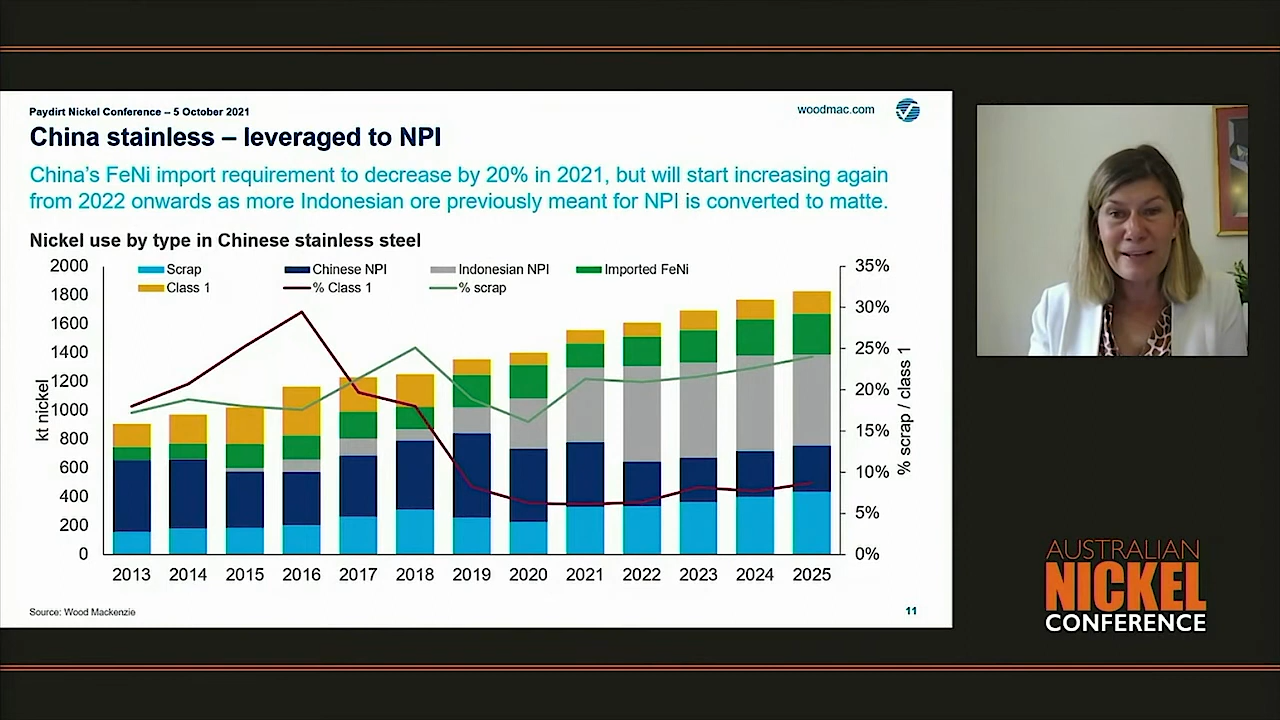 Paydirt Nickel Conference – 5 October 2021
woodmac.com
China stainless – leveraged to NPI
China's FeNi import requirement to decrease by 20% in 2021, but will start increasing again
from 2022 onwards as more Indonesian ore previously meant for NPI is converted to matte.
Nickel use by type in Chinese stainless steel
Scrap
Chinese NPI
Indonesian NPI
Imported FeNi
Class 1
% Class 1
% scrap
kt nickel
2000
1800
1600
1400
1200
1000
800
600
400
200
0
35%
30%
25%
20%
15%
10%
5%
0%
% scrap / class 1
2013 2014 2015 2016 2017 2018 2019 2020 2021 2022 2023 2024 2025
Source: Wood Mackenzie
11
AUSTRALIAN
NICKEL
CONFERENCE